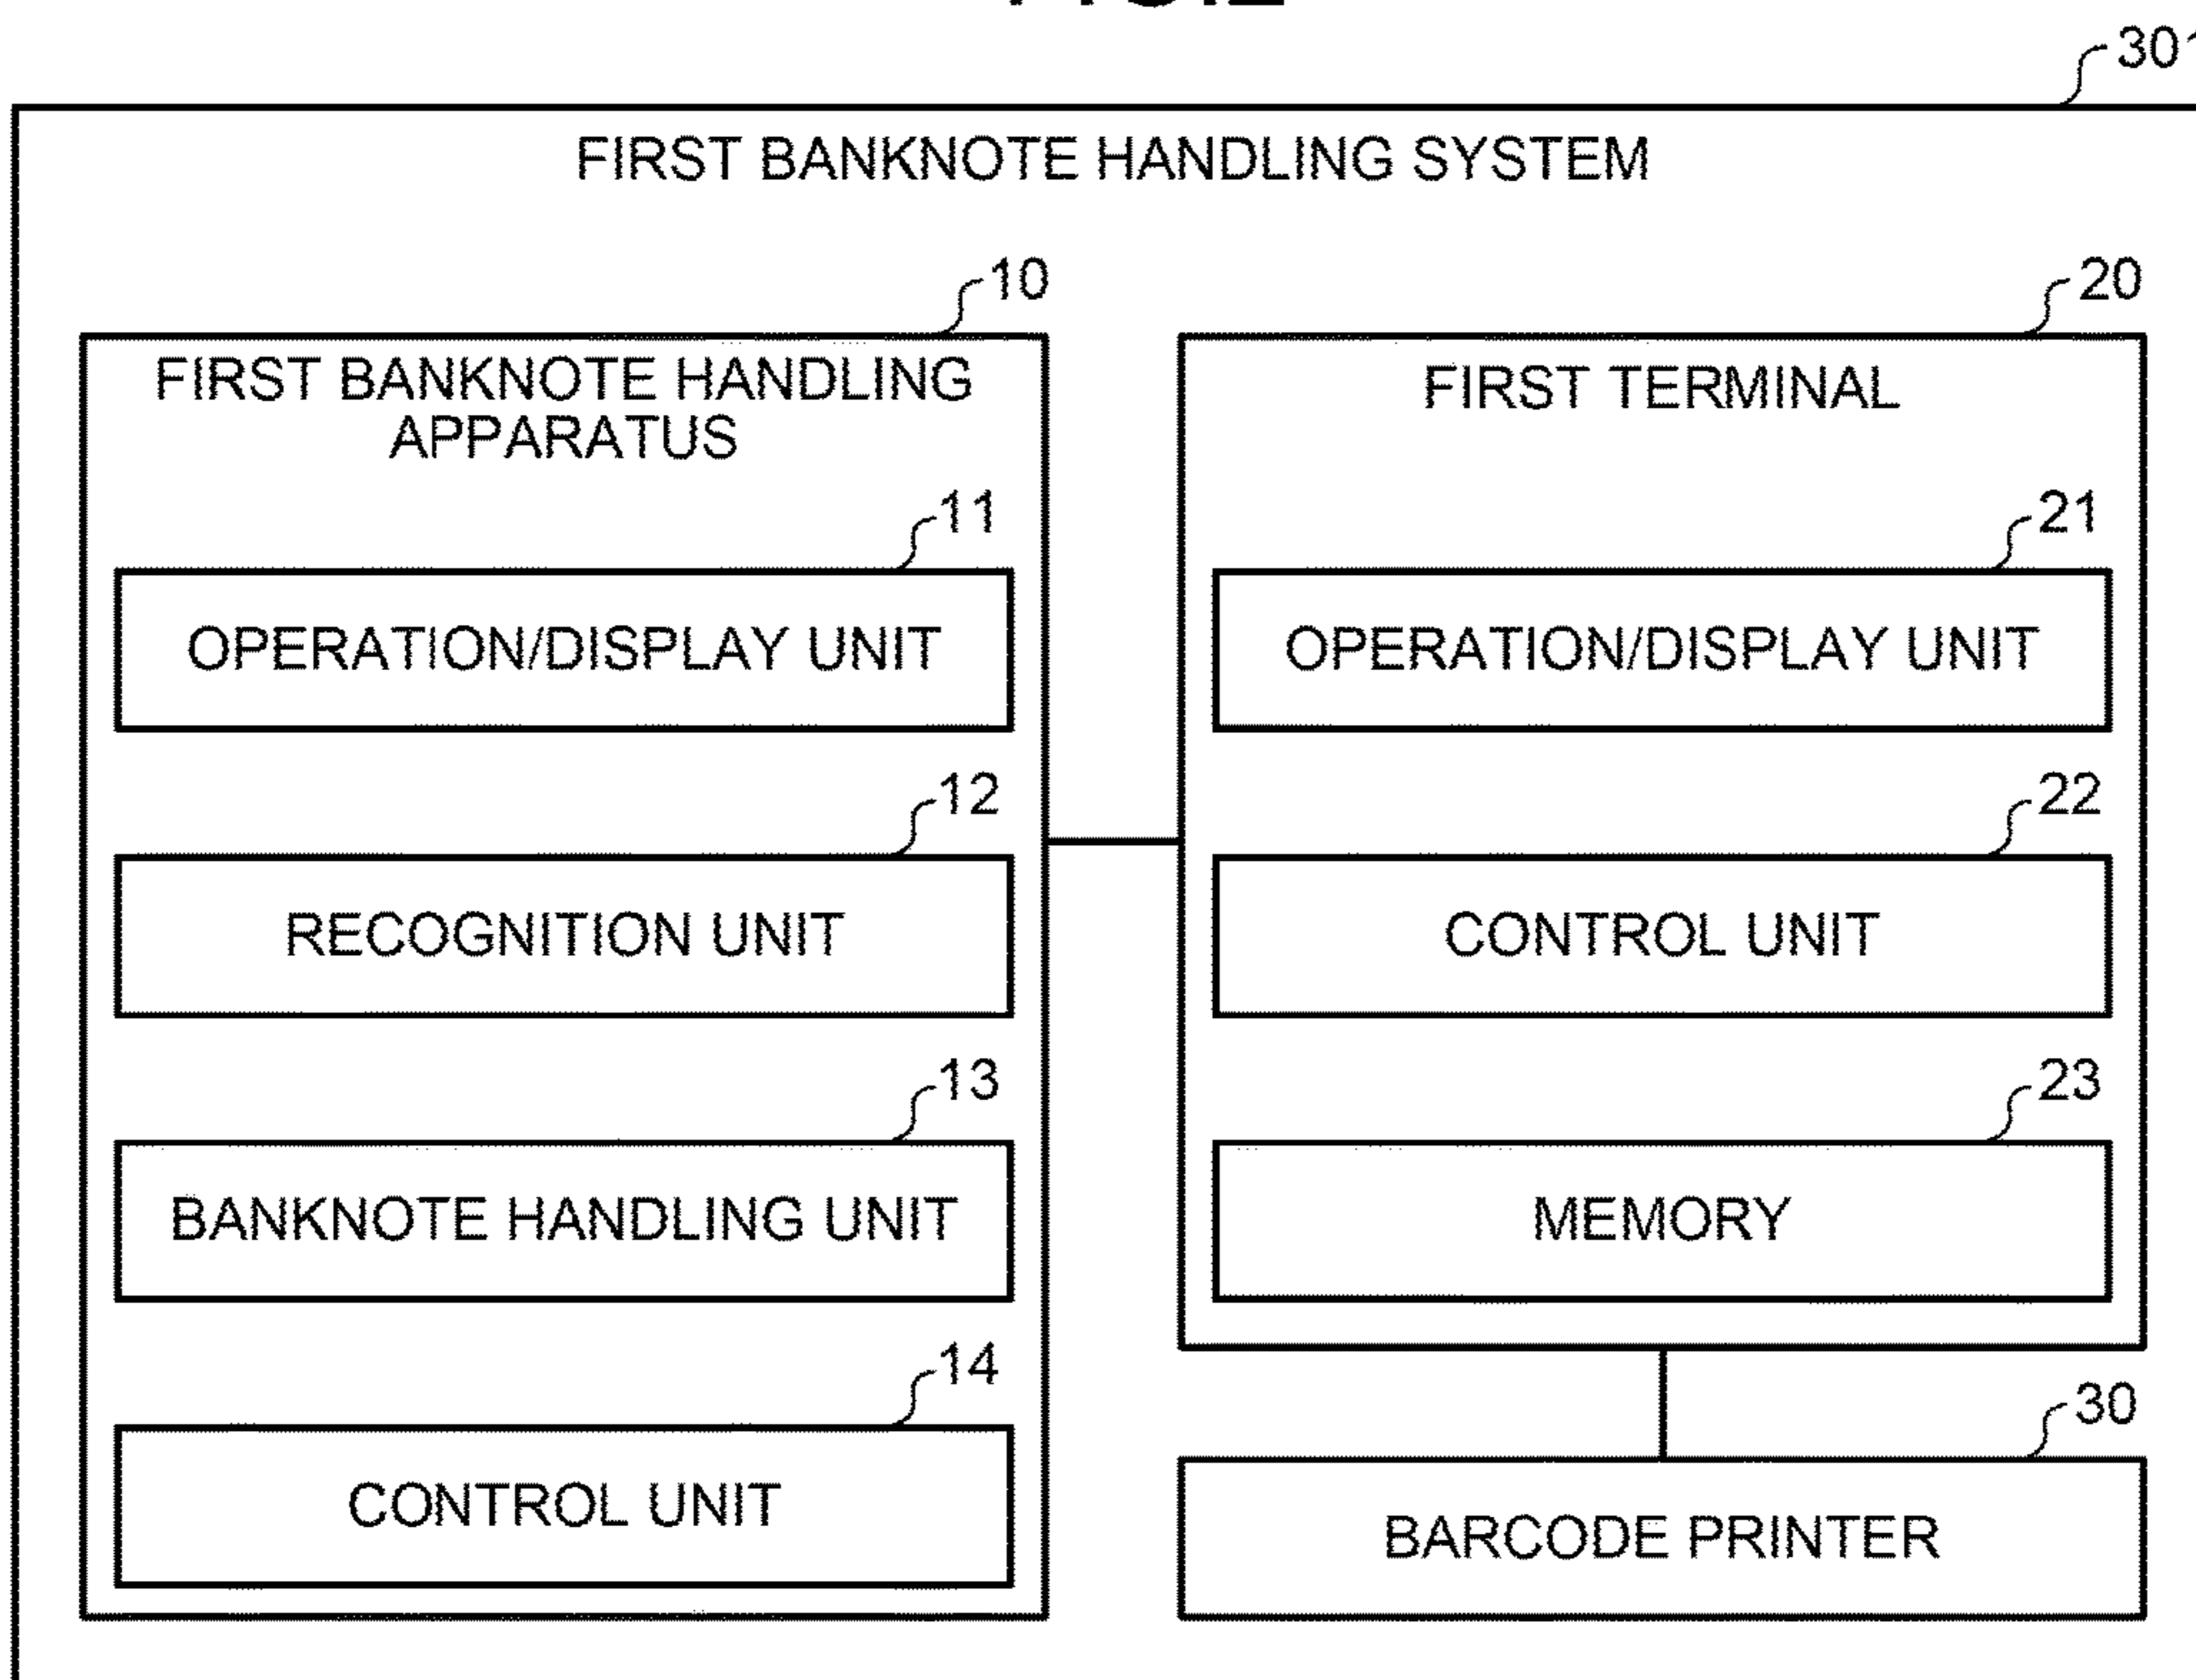 301
FIRST BANKNOTE HANDLING SYSTEM
10
FIRST BANKNOTE HANDLING
APPARATUS
11
OPERATION/DISPLAY UNIT
12
RECOGNITION UNIT
13
BANKNOTE HANDLING UNIT
14
CONTROL UNIT
20
FIRST TERMINAL
21
OPERATION/DISPLAY UNIT
22
CONTROL UNIT
23
MEMORY
30
BARCODE PRINTER